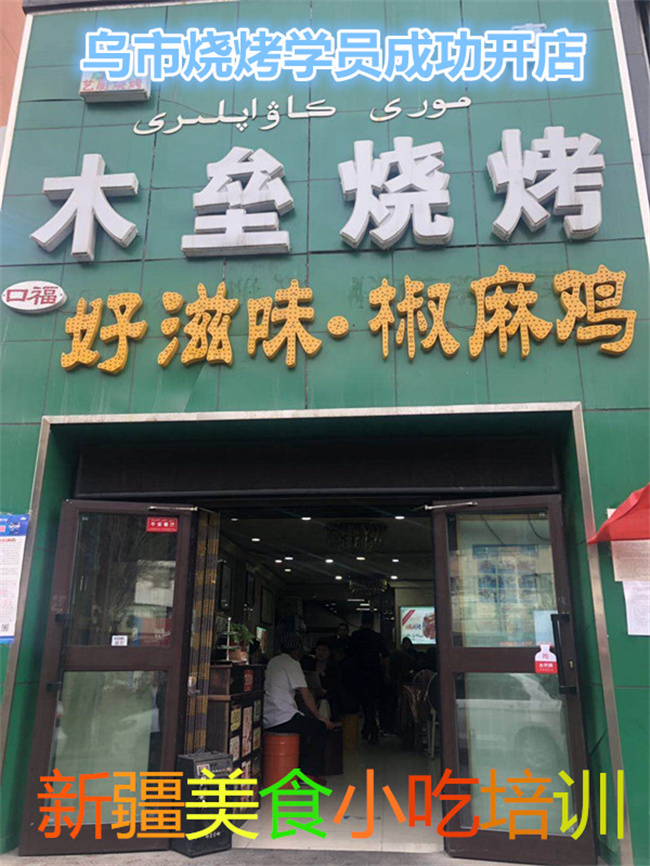 乌市烧烤学员成功开店
مورى كاۋاپلىرى
木垒烧烤
口福
好滋味·椒麻鸡
新疆美食小吃培训